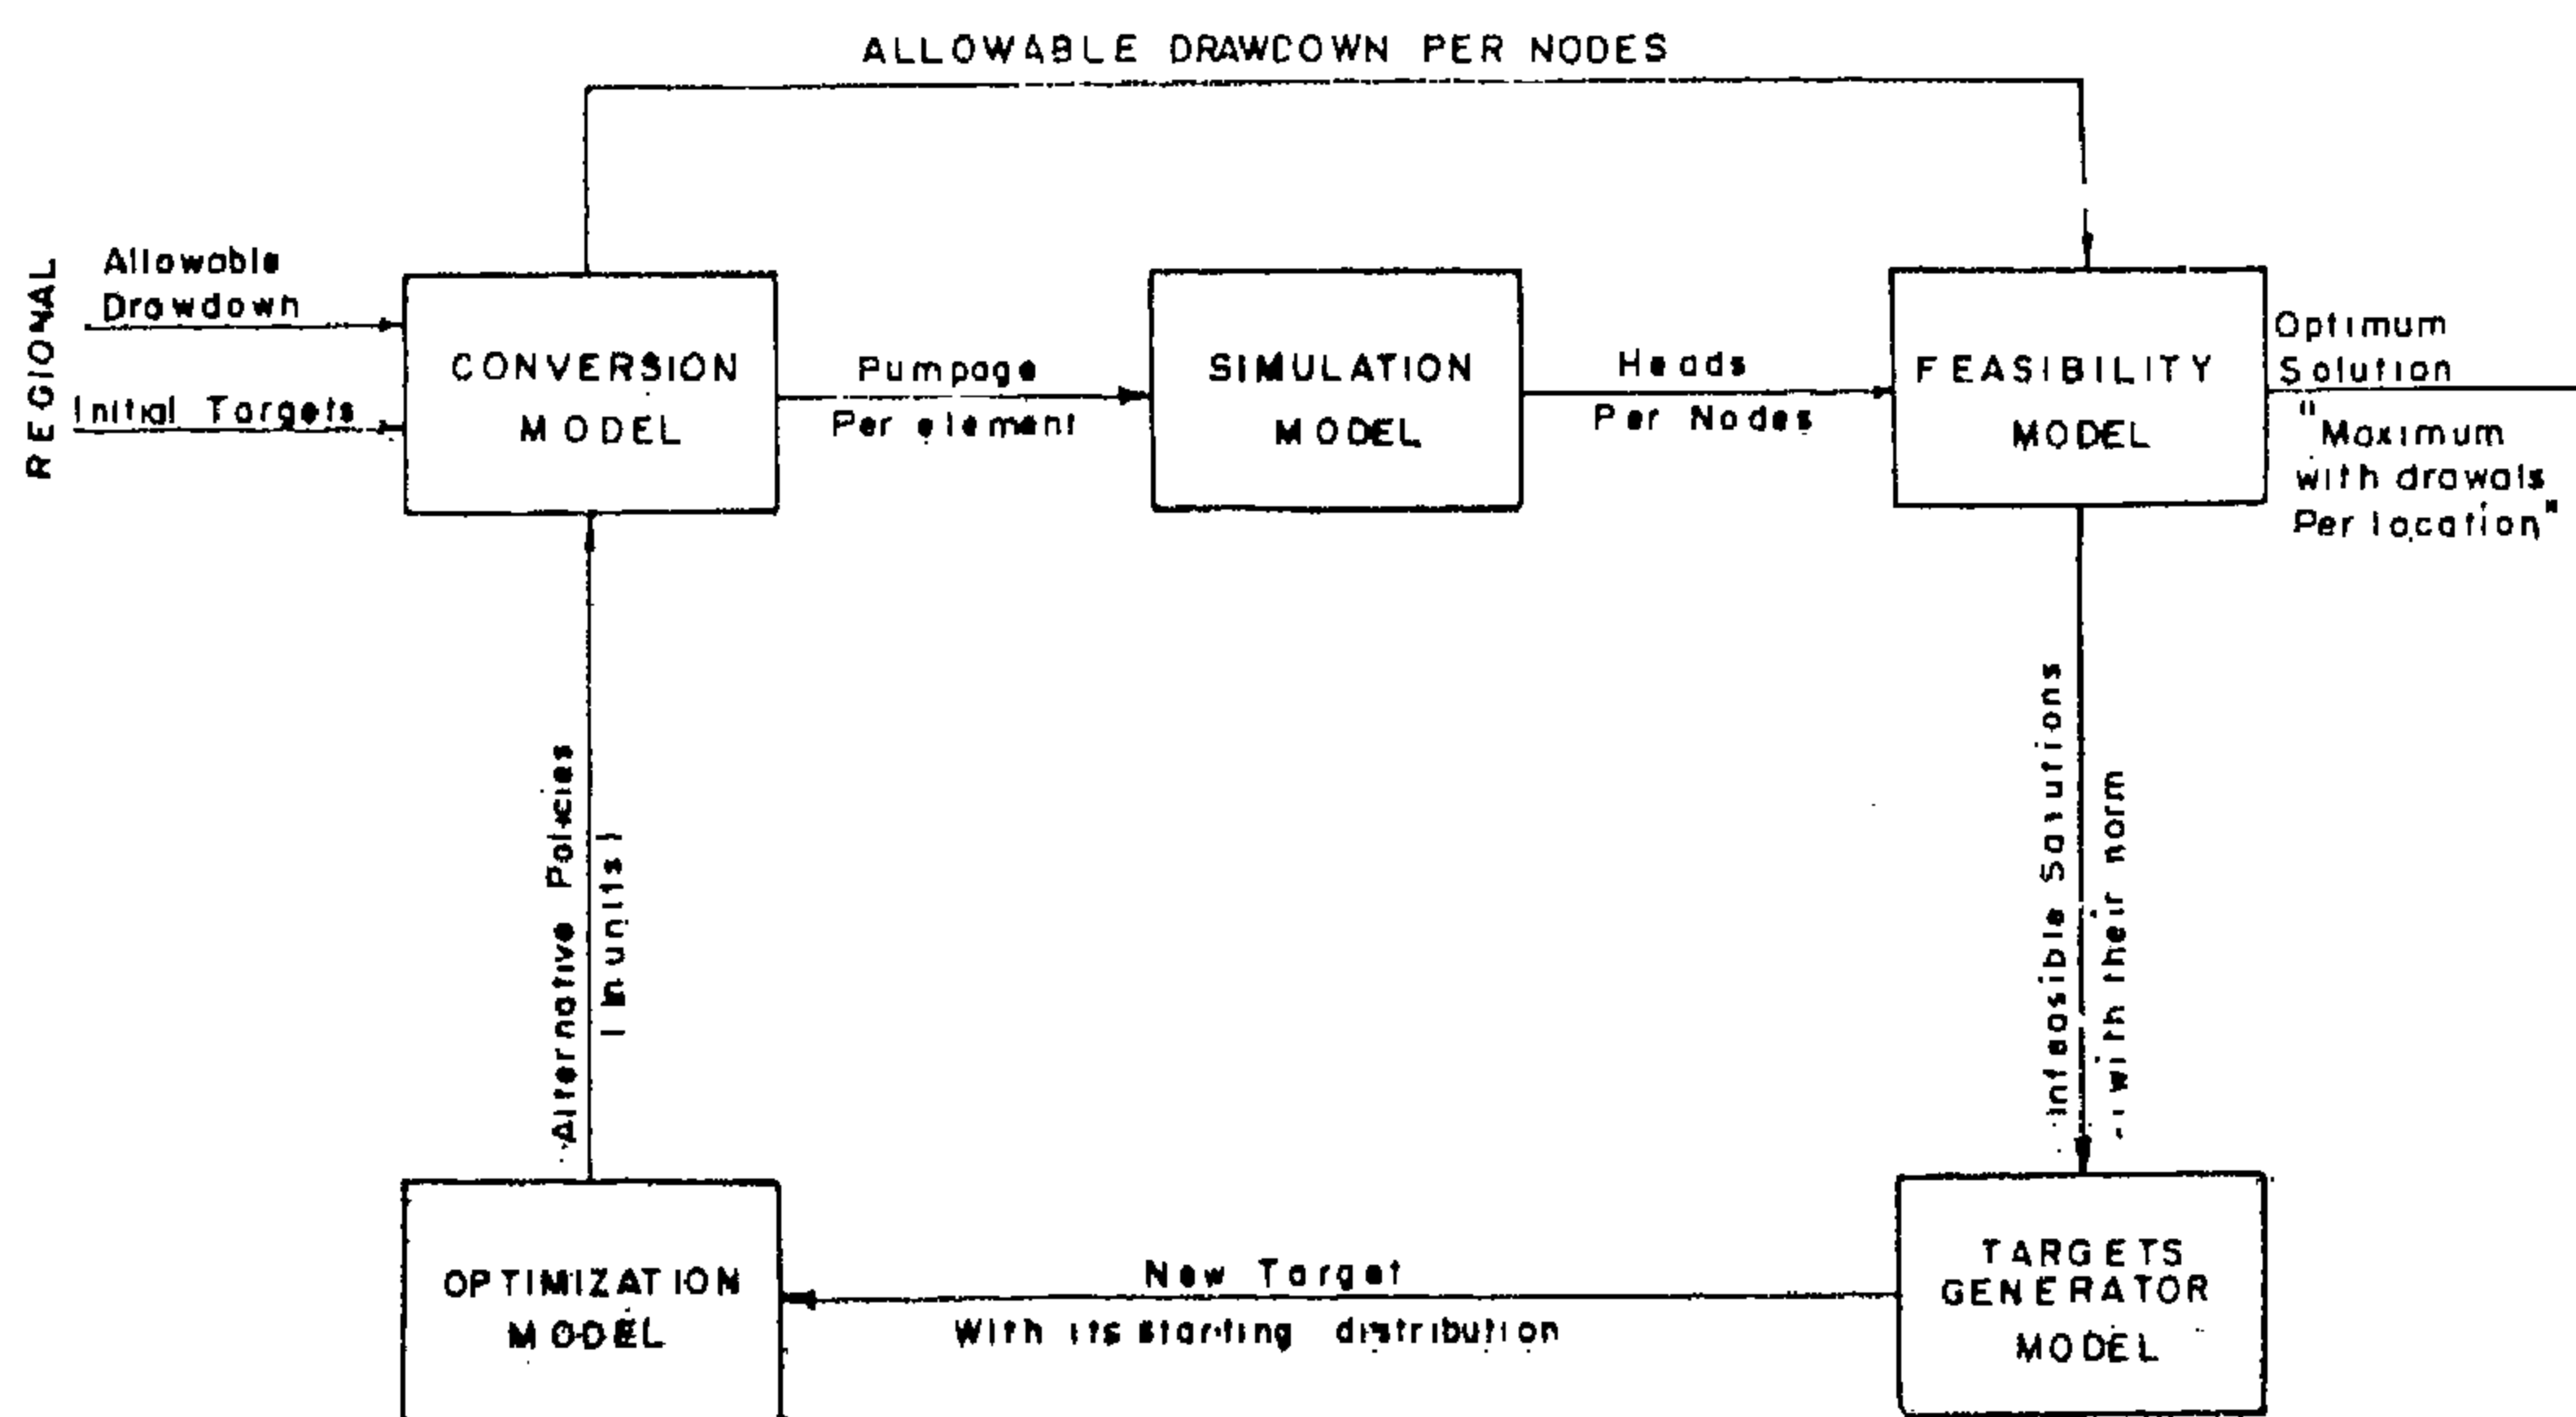 ALLOWABLE DRAWDOWN PER NODES
REGIONAL
Allowable
Drawdown
Initial Targets
CONVERSION
MODEL
Pumpage
Per element
SIMULATION
MODEL
Heads
Per Nodes
FEASIBILITY
MODEL
Optimum
Solution
"Maximum
with drawals
Per location"
Alternative Policies
( In units )
Infeasible Solutions
with their norm
OPTIMIZATION
MODEL
New Target
With its starting distribution
TARGETS
GENERATOR
MODEL